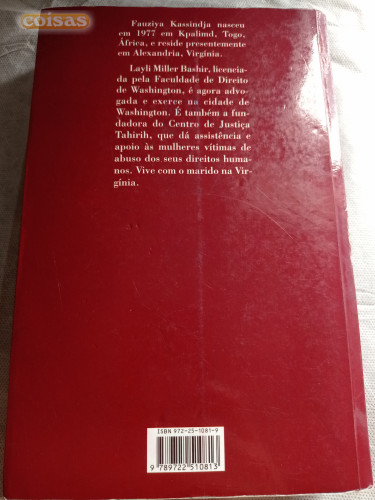 coisas
Fauziya Kassindja nasceu
em 1977 em Kpalimd, Togo,
África, e reside presentemente
em Alexandria, Virgínia.
Layli Miller Bashir, licencia-
da pela Faculdade de Direito
de Washington, é agora advo-
gada e exerce na cidade de
Washington. É também a fun-
dadora do Centro de Justiça
Tahirih, que dá assistência e
apoio às mulheres vítimas de
abuso dos seus direitos huma-
nos. Vive com o marido na Vir-
gínia.
ISBN 972-25-1081-9
9 789722 510813